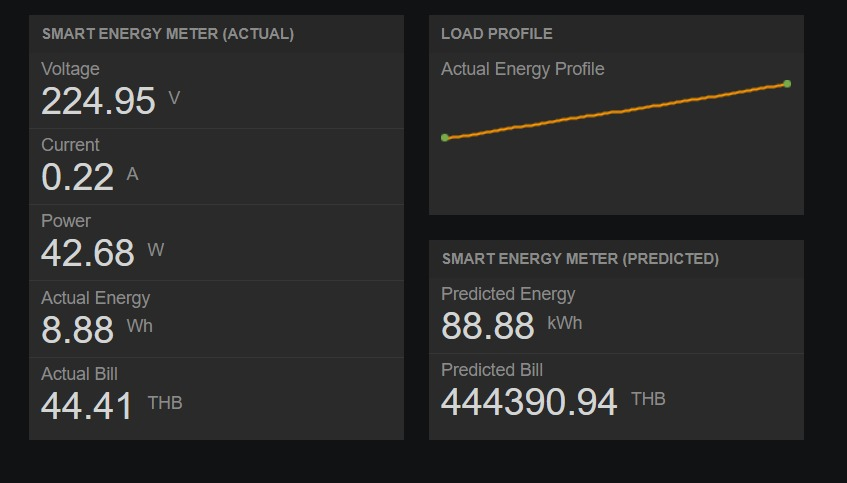 SMART ENERGY METER (ACTUAL)
Voltage
224.95 V
Current
0.22 A
Power
42.68 W
Actual Energy
8.88 Wh
Actual Bill
44.41 THB
LOAD PROFILE
Actual Energy Profile
SMART ENERGY METER (PREDICTED)
Predicted Energy
88.88 kWh
Predicted Bill
444390.94 THB